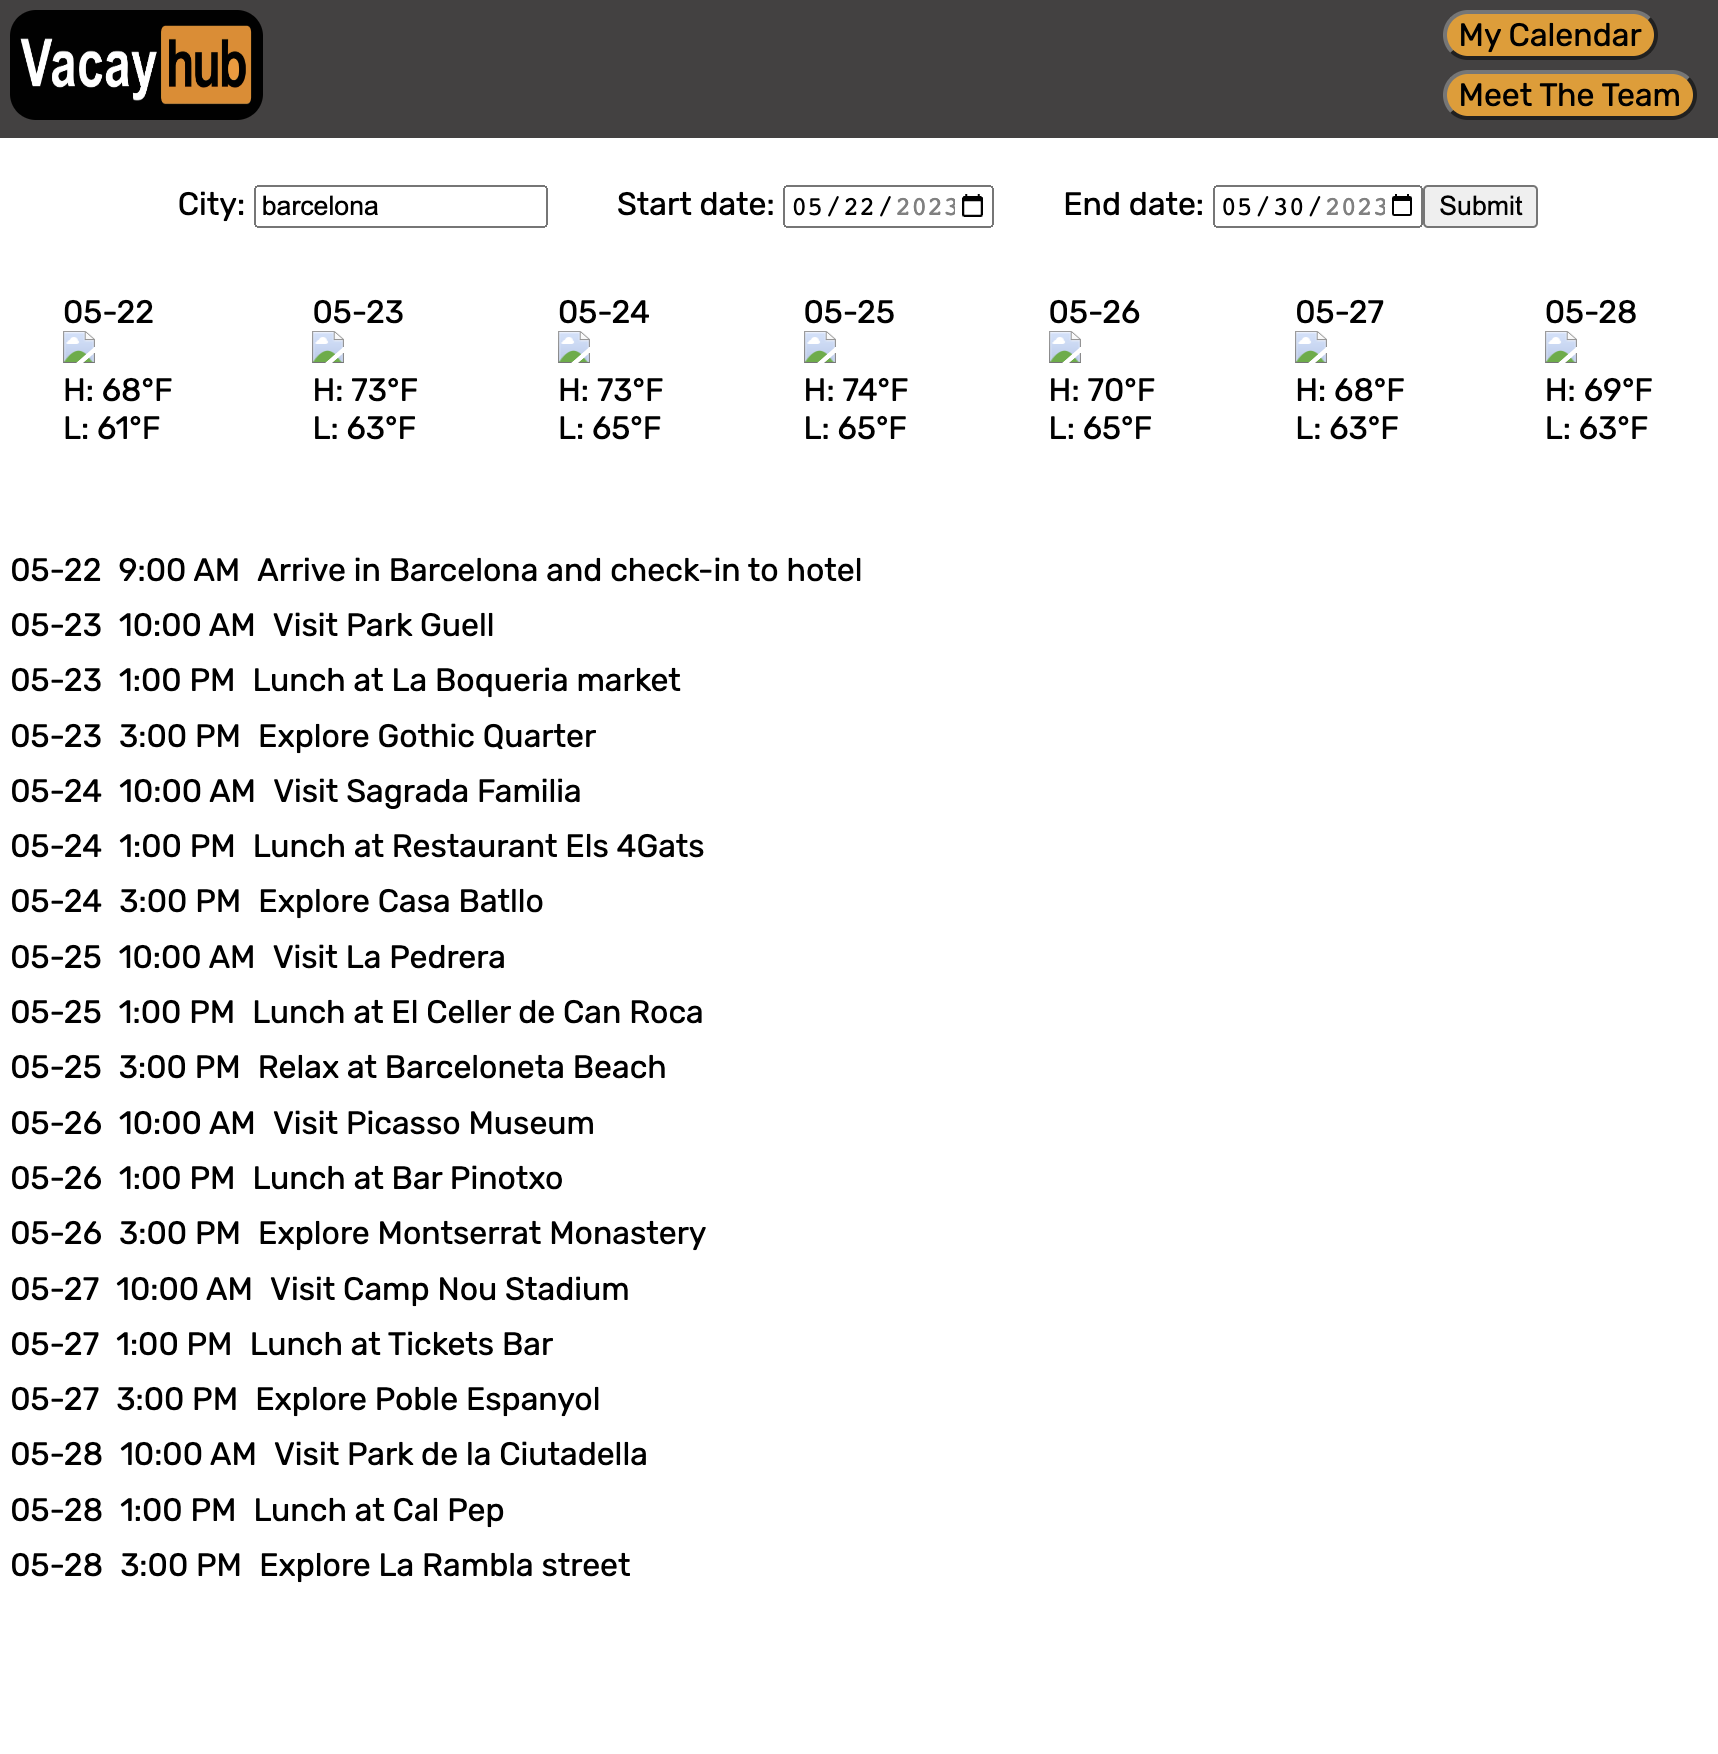 Vacay hub
My Calendar
Meet The Team
City: barcelona Start date: 05/22/2023 End date: 05/30/2023 Submit
05-22 05-23 05-24 05-25 05-26 05-27 05-28
H: 68°F H: 73°F H: 73°F H: 74°F H: 70°F H: 68°F H: 69°F
L: 61°F L: 63°F L: 65°F L: 65°F L: 65°F L: 63°F L: 63°F
05-22 9:00 AM Arrive in Barcelona and check-in to hotel
05-23 10:00 AM Visit Park Guell
05-23 1:00 PM Lunch at La Boqueria market
05-23 3:00 PM Explore Gothic Quarter
05-24 10:00 AM Visit Sagrada Familia
05-24 1:00 PM Lunch at Restaurant Els 4Gats
05-24 3:00 PM Explore Casa Batllo
05-25 10:00 AM Visit La Pedrera
05-25 1:00 PM Lunch at El Celler de Can Roca
05-25 3:00 PM Relax at Barceloneta Beach
05-26 10:00 AM Visit Picasso Museum
05-26 1:00 PM Lunch at Bar Pinotxo
05-26 3:00 PM Explore Montserrat Monastery
05-27 10:00 AM Visit Camp Nou Stadium
05-27 1:00 PM Lunch at Tickets Bar
05-27 3:00 PM Explore Poble Espanyol
05-28 10:00 AM Visit Park de la Ciutadella
05-28 1:00 PM Lunch at Cal Pep
05-28 3:00 PM Explore La Rambla street